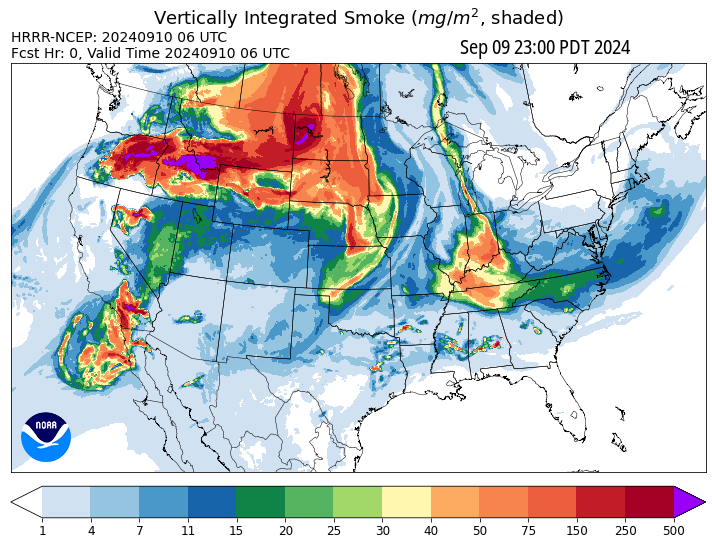 Vertically Integrated Smoke (mg/m², shaded)
HRRR-NCEP: 20240910 06 UTC
Fcst Hr: 0, Valid Time 20240910 06 UTC
Sep 09 23:00 PDT 2024
NOAA
1 4 7 11 15 20 25 30 40 50 75 150 250 500